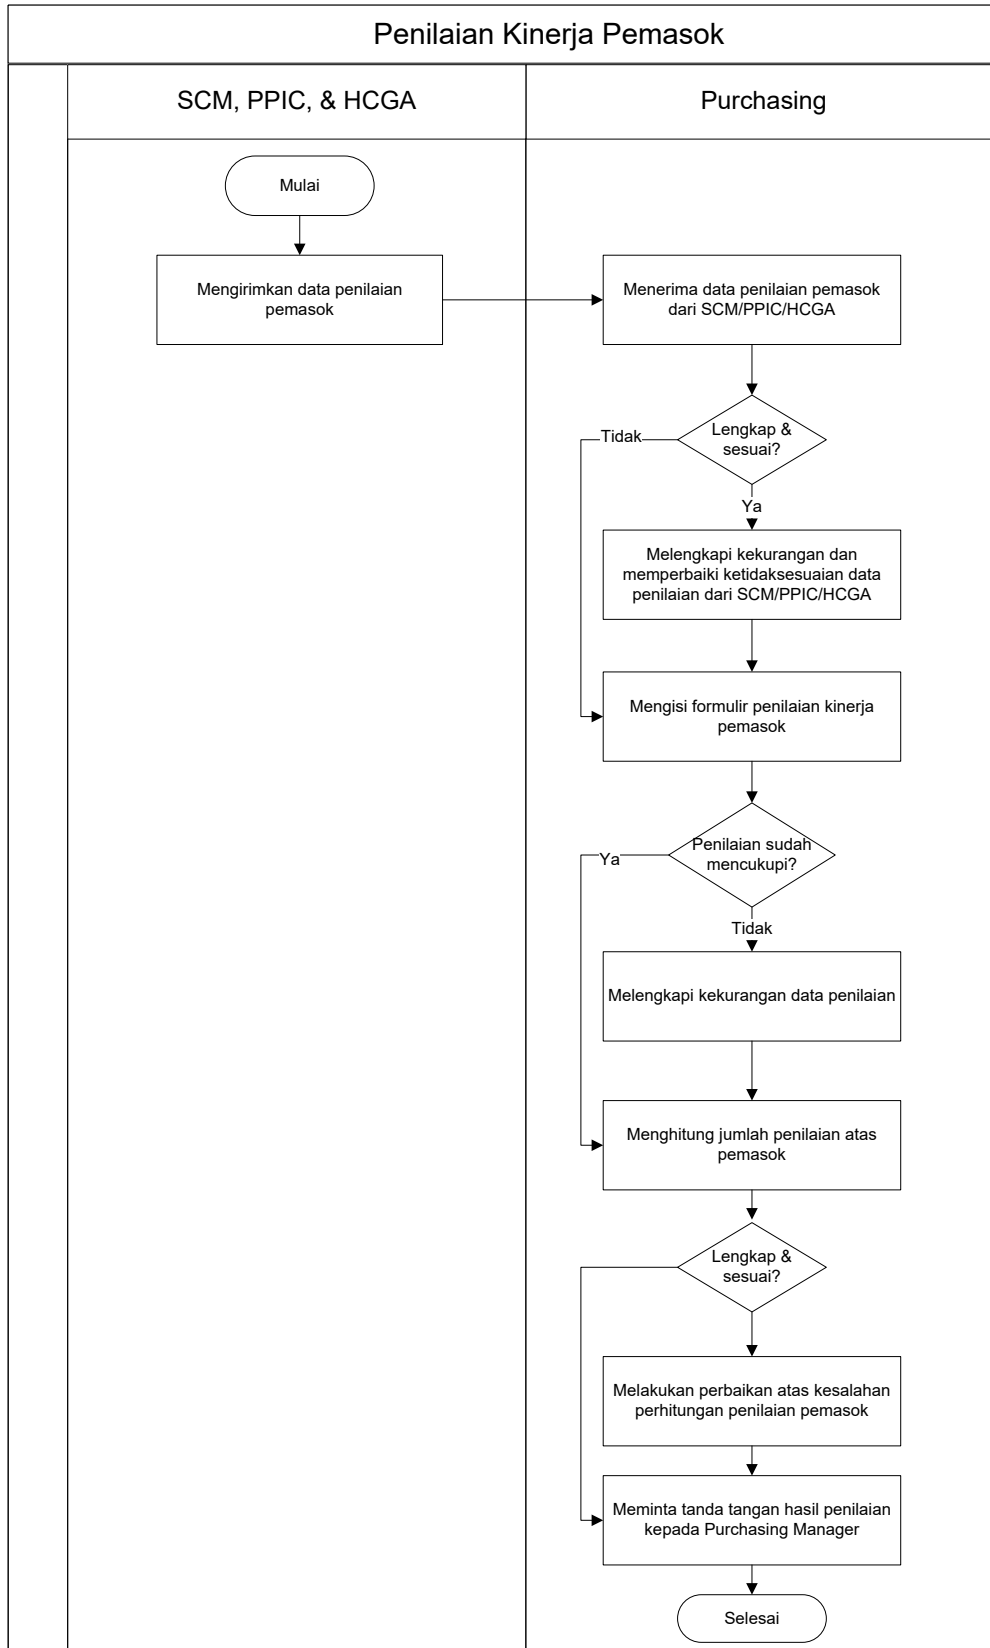 Penilaian Kinerja Pemasok
SCM, PPIC, & HCGA
Purchasing
Mulai
Mengirimkan data penilaian
pemasok
Menerima data penilaian pemasok
dari SCM/PPIC/HCGA
Lengkap &
sesuai?
Tidak
Ya
Melengkapi kekurangan dan
memperbaiki ketidaksesuaian data
penilaian dari SCM/PPIC/HCGA
Mengisi formulir penilaian kinerja
pemasok
Penilaian sudah
mencukupi?
Ya
Tidak
Melengkapi kekurangan data penilaian
Menghitung jumlah penilaian atas
pemasok
Lengkap &
sesuai?
Melakukan perbaikan atas kesalahan
perhitungan penilaian pemasok
Meminta tanda tangan hasil penilaian
kepada Purchasing Manager
Selesai